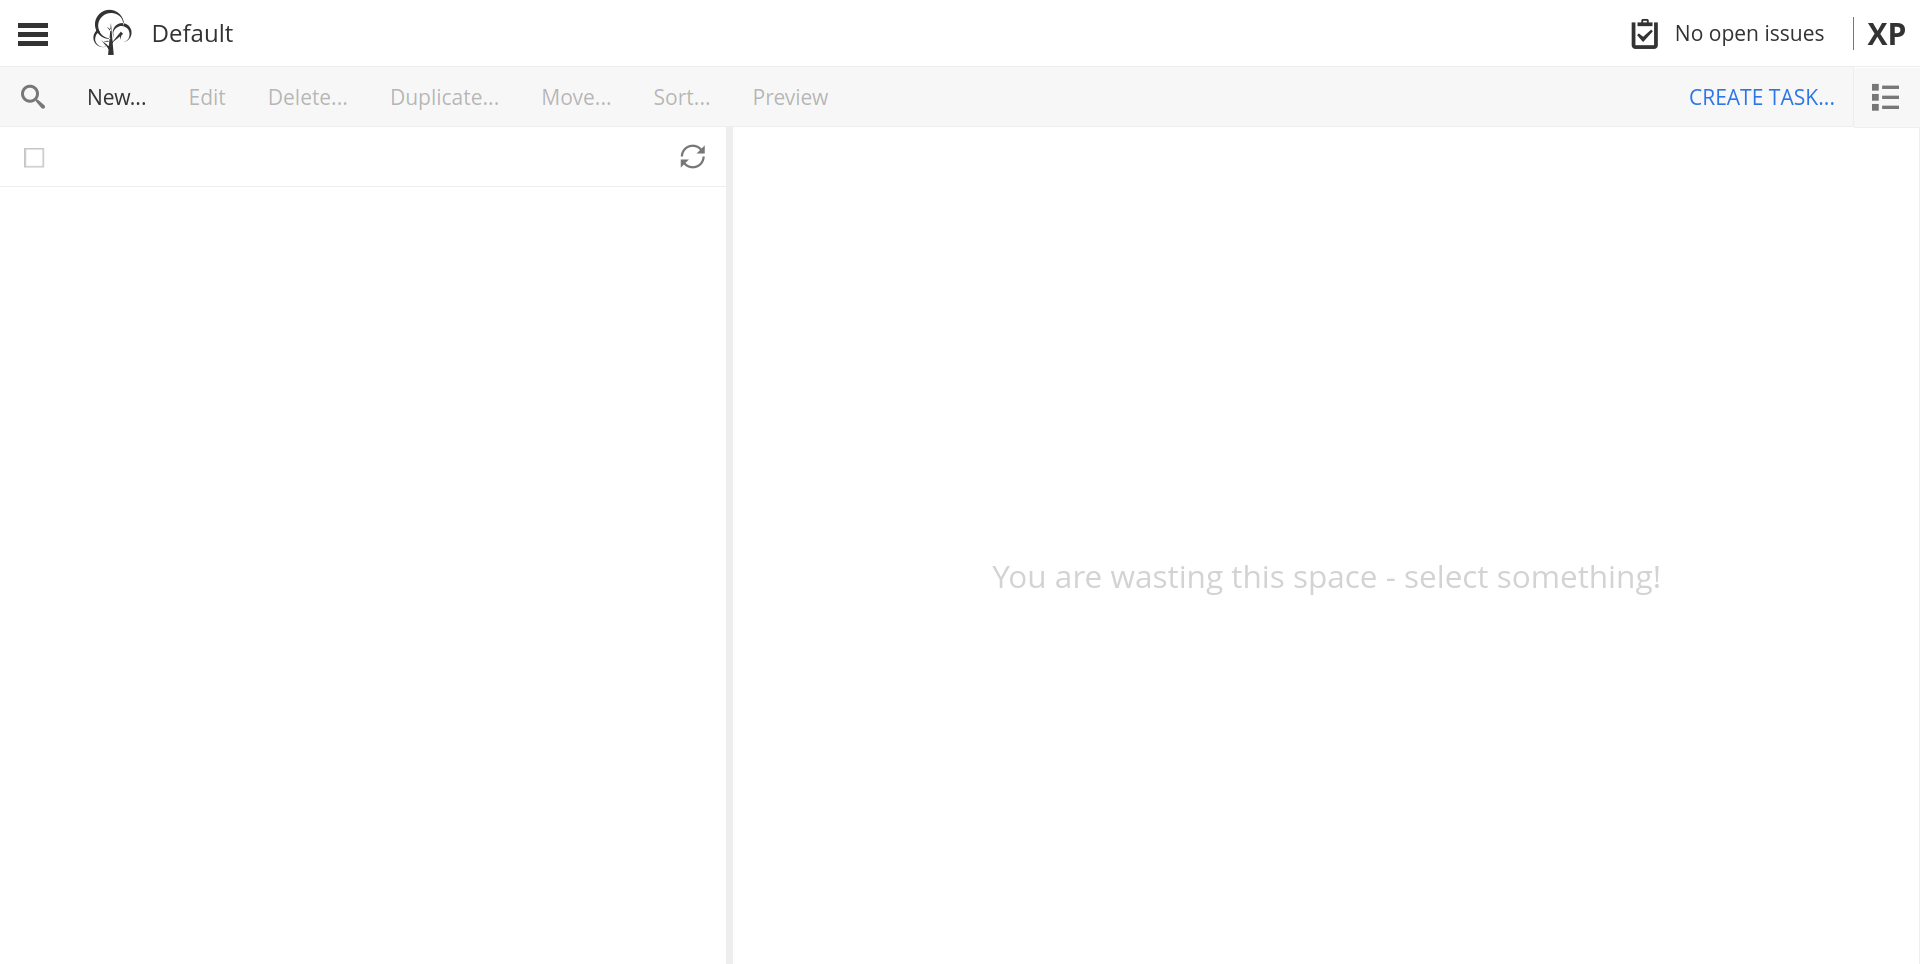 Default
No open issues
XP
New...
Edit
Delete...
Duplicate...
Move...
Sort...
Preview
CREATE TASK...
You are wasting this space - select something!